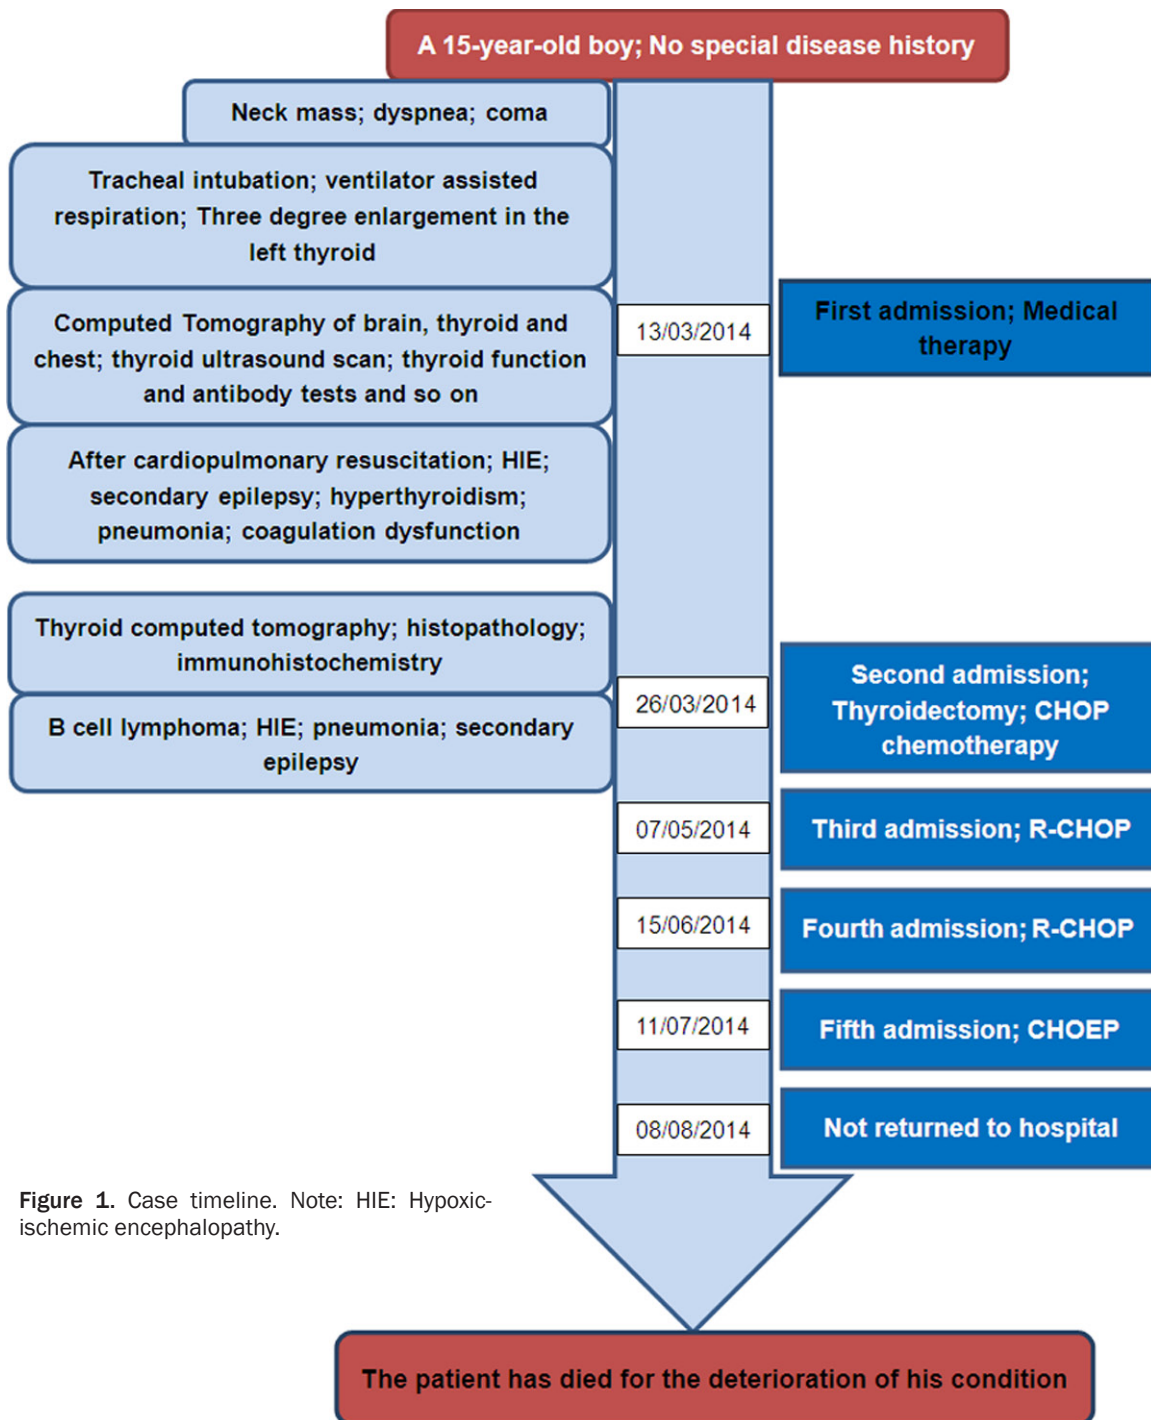 A 15-year-old boy; No special disease history
Neck mass; dyspnea; coma
Tracheal intubation; ventilator assisted
respiration; Three degree enlargement in the
left thyroid
Computed Tomography of brain, thyroid and
chest; thyroid ultrasound scan; thyroid function
and antibody tests and so on
13/03/2014
First admission; Medical
therapy
After cardiopulmonary resuscitation; HIE;
secondary epilepsy; hyperthyroidism;
pneumonia; coagulation dysfunction
Thyroid computed tomography; histopathology;
immunohistochemistry
B cell lymphoma; HIE; pneumonia; secondary
epilepsy
26/03/2014
Second admission;
Thyroidectomy; CHOP
chemotherapy
07/05/2014
Third admission; R-CHOP
15/06/2014
Fourth admission; R-CHOP
11/07/2014
Fifth admission; CHOEP
08/08/2014
Not returned to hospital
Figure 1. Case timeline. Note: HIE: Hypoxic-
ischemic encephalopathy.
The patient has died for the deterioration of his condition